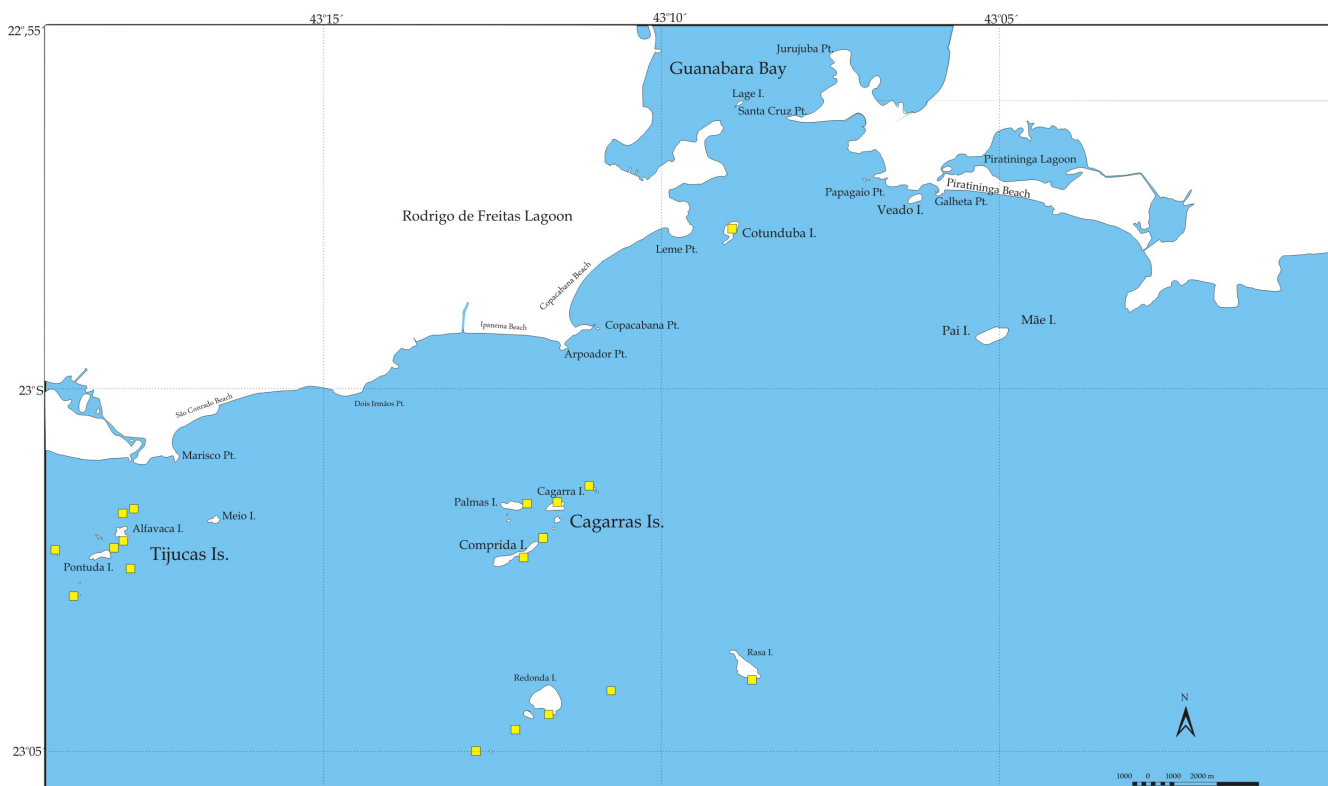 43°15´
43°10´
43°05´
22°,55
Jurujuba Pt.
Guanabara Bay
Lage I.
Santa Cruz Pt.
Piratininga Lagoon
Papagaio Pt.
Piratininga Beach
Galheta Pt.
Veado I.
Rodrigo de Freitas Lagoon
Cotunduba I.
Leme Pt.
Copacabana Beach
Ipanema Beach
Copacabana Pt.
Mãe I.
Pai I.
Arpoador Pt.
23°S
São Conrado Beach
Dois Irmãos Pt.
Marisco Pt.
Palmas I.
Cagarra I.
Meio I.
Cagarras Is.
Alfavaca I.
Comprida I.
Tijucas Is.
Pontuda I.
Rasa I.
Redonda I.
N
23°05
1000 0 1000 2000 m